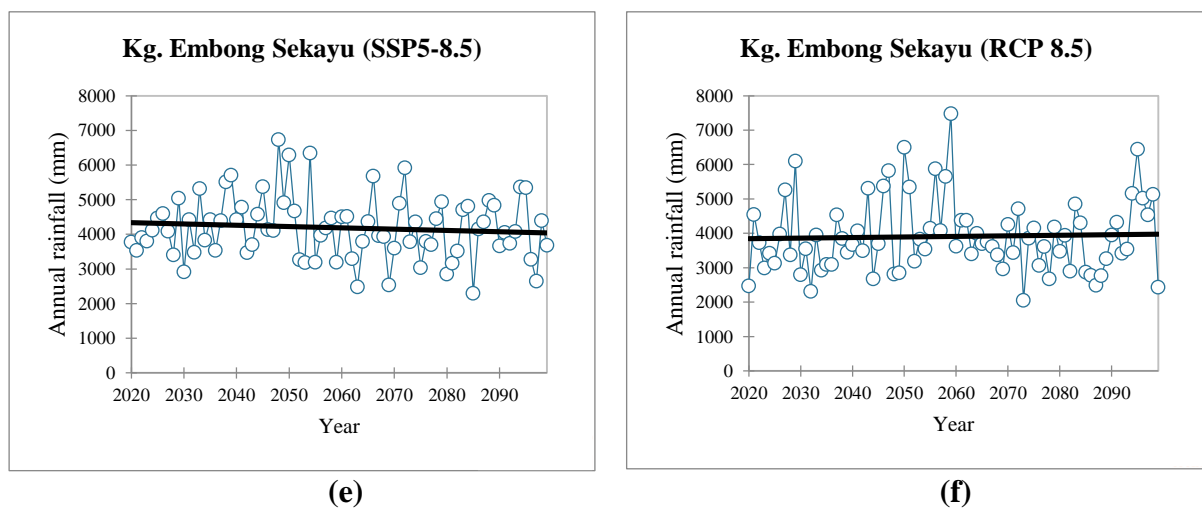 Kg. Embong Sekayu (SSP5-8.5)
8000
7000
6000
5000
4000
3000
2000
1000
0
Annual rainfall (mm)
2020 2030 2040 2050 2060 2070 2080 2090
Year
(e)
Kg. Embong Sekayu (RCP 8.5)
8000
7000
6000
5000
4000
3000
2000
1000
0
Annual rainfall (mm)
2020 2030 2040 2050 2060 2070 2080 2090
Year
(f)